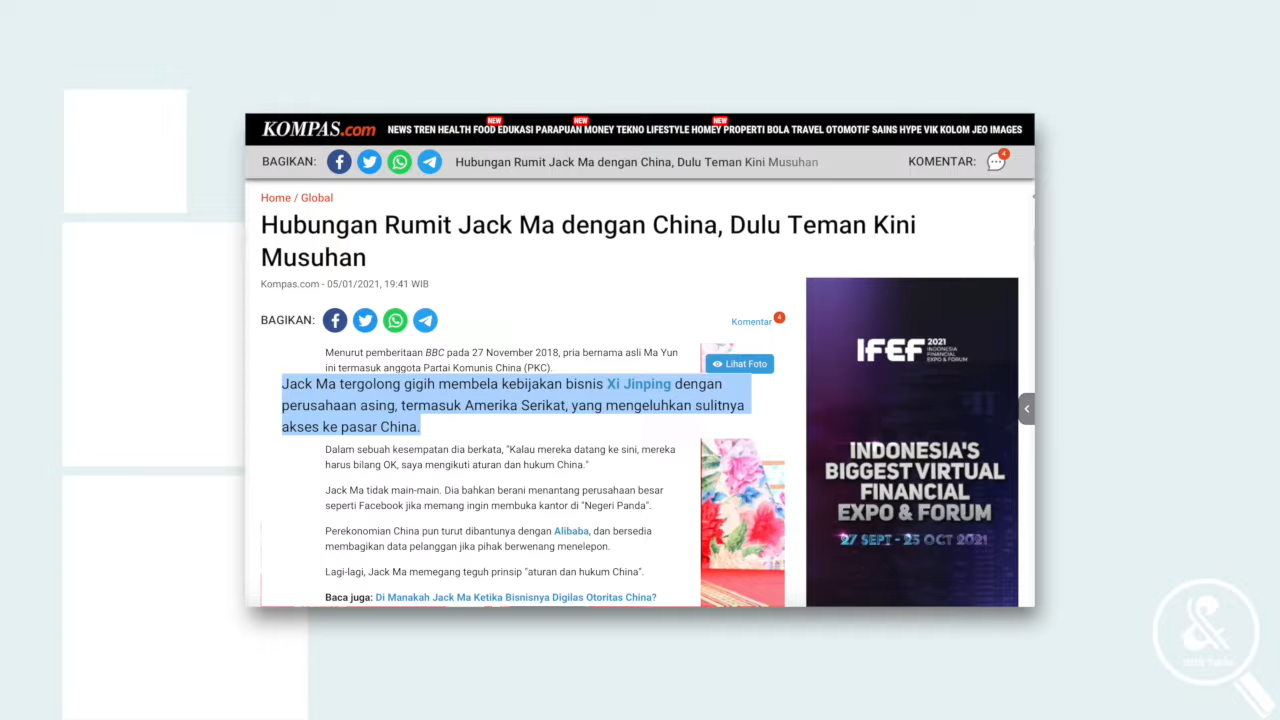 KOMPAS.com NEWS TREN HEALTH FOOD EDUKASI PARAPUAN MONEY TEKNO LIFESTYLE HOMEY PROPERTI BOLA TRAVEL OTOMOTIF SAINS HYPE VIK KOLOM JEO IMAGES
NEW NEW NEW
BAGIKAN: Hubungan Rumit Jack Ma dengan China, Dulu Teman Kini Musuhan KOMENTAR: 4
Home / Global
Hubungan Rumit Jack Ma dengan China, Dulu Teman Kini
Musuhan
Kompas.com - 05/01/2021, 19:41 WIB
BAGIKAN:
Komentar 4
Menurut pemberitaan BBC pada 27 November 2018, pria bernama asli Ma Yun
ini termasuk anggota Partai Komunis China (PKC).
Lihat Foto
Jack Ma tergolong gigih membela kebijakan bisnis Xi Jinping dengan
perusahaan asing, termasuk Amerika Serikat, yang mengeluhkan sulitnya
akses ke pasar China.
Dalam sebuah kesempatan dia berkata, "Kalau mereka datang ke sini, mereka
harus bilang OK, saya mengikuti aturan dan hukum China."
Jack Ma tidak main-main. Dia bahkan berani menantang perusahaan besar
seperti Facebook jika memang ingin membuka kantor di "Negeri Panda".
Perekonomian China pun turut dibantunya dengan Alibaba, dan bersedia
membagikan data pelanggan jika pihak berwenang menelepon.
Lagi-lagi, Jack Ma memegang teguh prinsip "aturan dan hukum China".
Baca juga: Di Manakah Jack Ma Ketika Bisnisnya Digilas Otoritas China?
IFEF 2021
INDONESIA
FINANCIAL
EXPO & FORUM
INDONESIA'S
BIGGEST VIRTUAL
FINANCIAL
EXPO & FORUM
27 SEPT - 25 OCT 2021
&